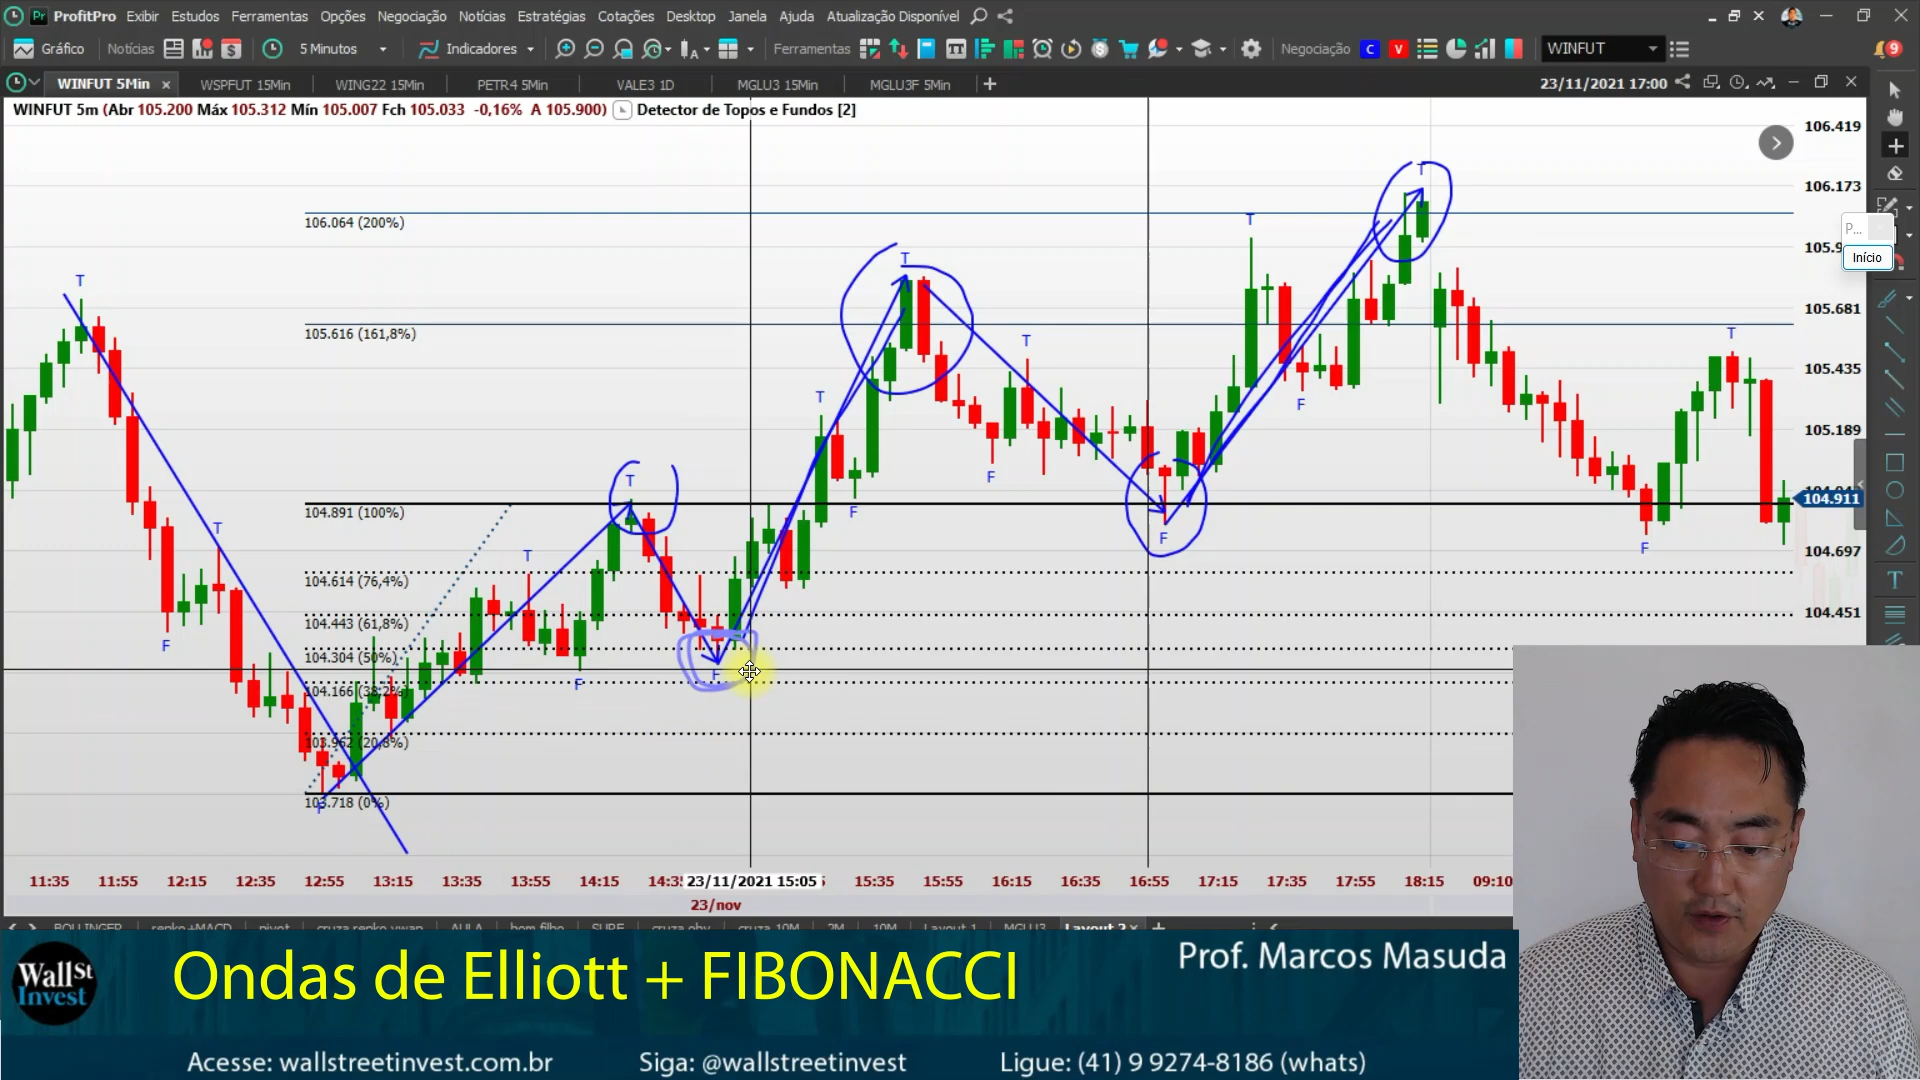 ProfitPro Exibir Estudos Ferramentas Opções Negociação Notícias Estratégias Cotações Desktop Janela Ajuda Atualização Disponível
Gráfico Notícias 5 Minutos Indicadores Ferramentas Negociação C V WINFUT 9
WINFUT 5Min WSPFUT 15Min WING22 15Min PETR4 5Min VALE3 1D MGLU3 15Min MGLU3F 5Min 23/11/2021 17:00
WINFUT 5m (Abr 105.200 Máx 105.312 Mín 105.007 Fch 105.033 -0,16% A 105.900) Detector de Topos e Fundos [2]
106.419
106.173
P...
Início
105.681
105.435
105.189
104.911
104.697
104.451
106.064 (200%)
105.616 (161,8%)
104.891 (100%)
104.614 (76,4%)
104.443 (61,8%)
104.304 (50%)
104.166 (38,2%)
103.962 (20,8%)
103.718 (0%)
T T T T T T T T T T
F F F F F F F F
11:35 11:55 12:15 12:35 12:55 13:15 13:35 13:55 14:15 23/11/2021 15:05 15:35 15:55 16:15 16:35 16:55 17:15 17:35 17:55 18:15 09:10
23/nov
Wall St Invest
Ondas de Elliott + FIBONACCI
Prof. Marcos Masuda
Acesse: wallstreetinvest.com.br Siga: @wallstreetinvest Ligue: (41) 9 9274-8186 (whats)